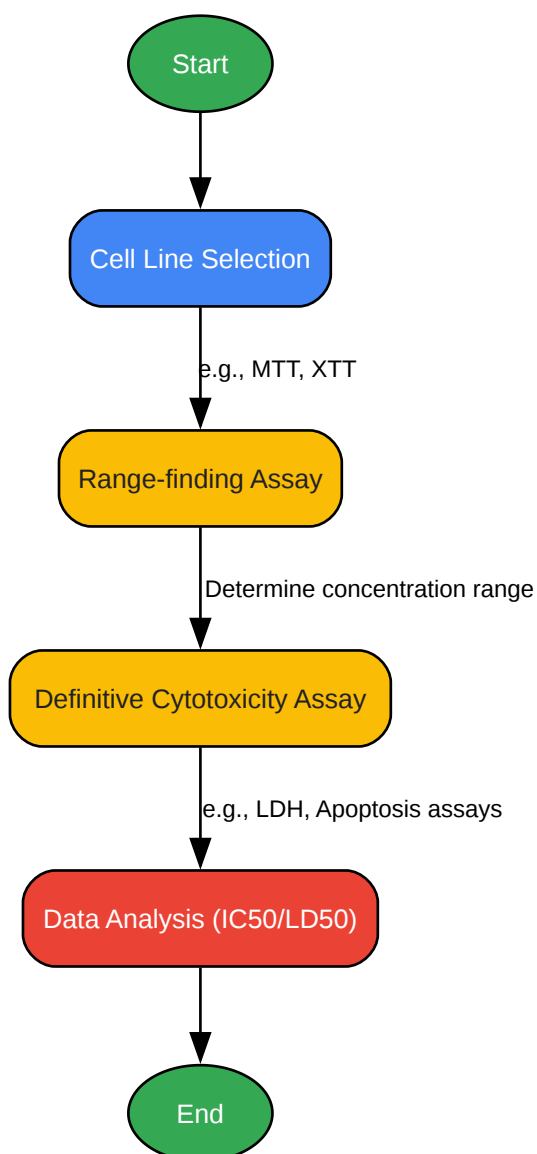 Start
Cell Line Selection
e.g., MTT, XTT
Range-finding Assay
Determine concentration range
Definitive Cytotoxicity Assay
e.g., LDH, Apoptosis assays
Data Analysis (IC50/LD50)
End